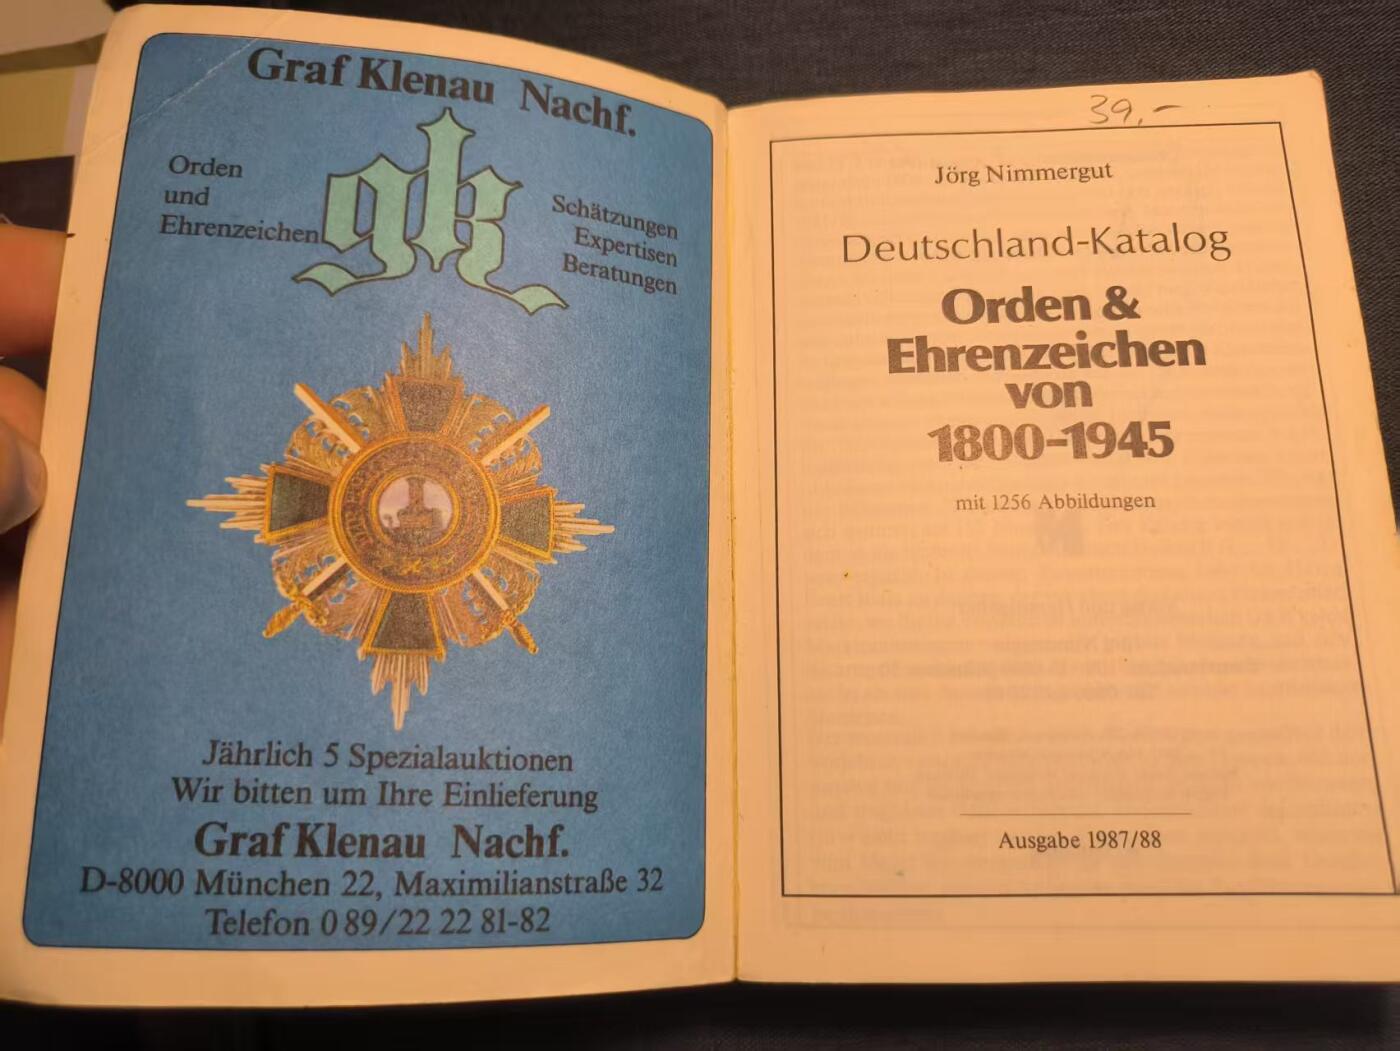 Graf Klenau Nachf.
gk
Orden
und
Ehrenzeichen
Schätzungen
Expertisen
Beratungen
Jährlich 5 Spezialauktionen
Wir bitten um Ihre Einlieferung
Graf Klenau Nachf.
D-8000 München 22, Maximilianstraße 32
Telefon 0 89/22 22 81-82
39,-
Jörg Nimmergut
Deutschland-Katalog
Orden &
Ehrenzeichen
von
1800-1945
mit 1256 Abbildungen
Ausgabe 1987/88